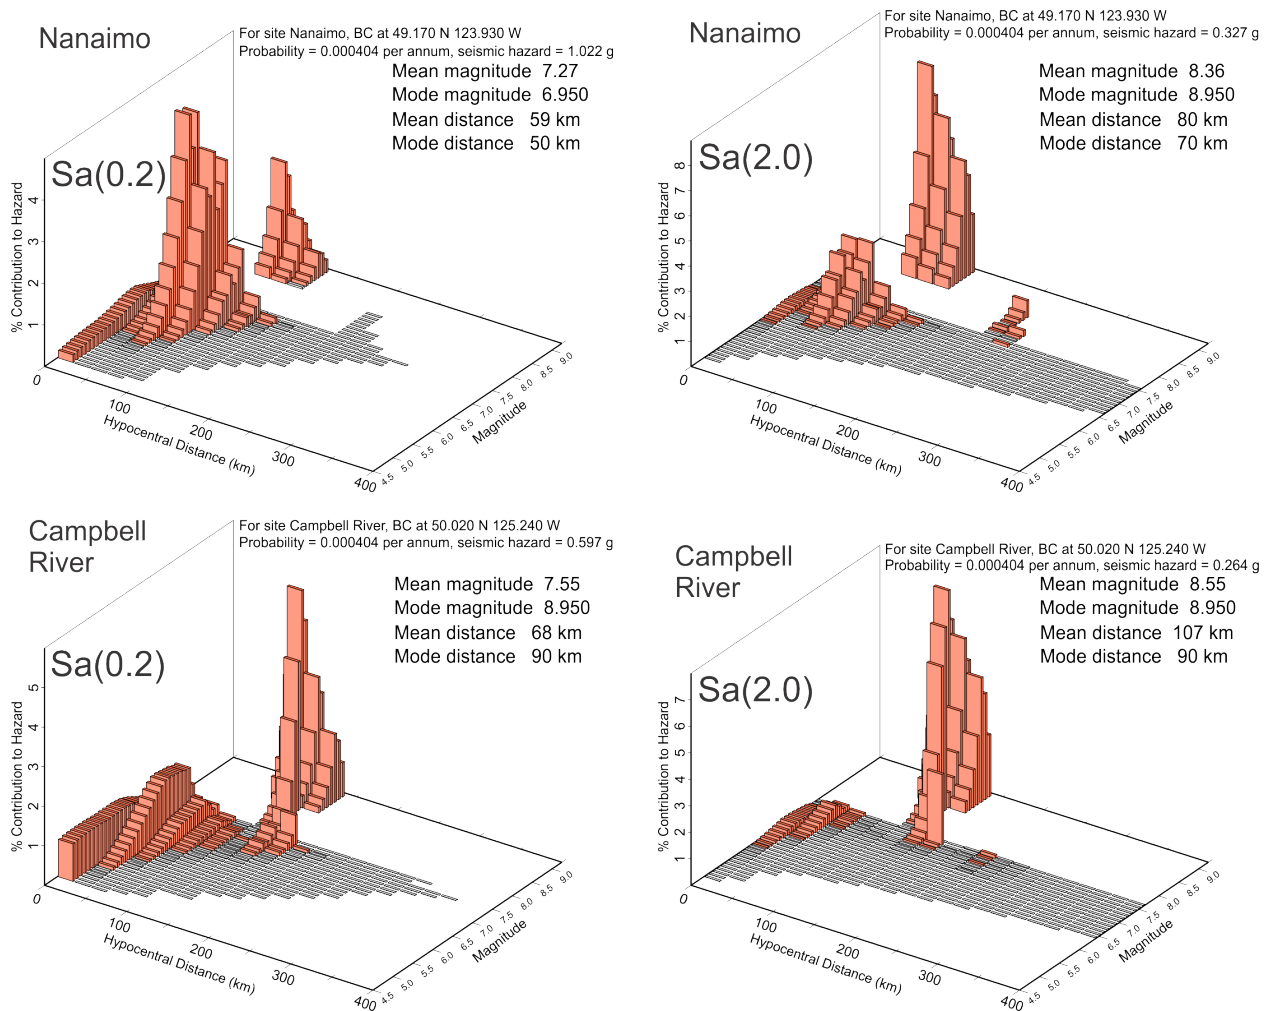 Nanaimo
For site Nanaimo, BC at 49.170 N 123.930 W
Probability = 0.000404 per annum, seismic hazard = 1.022 g
Mean magnitude 7.27
Mode magnitude 6.950
Mean distance 59 km
Mode distance 50 km
Sa(0.2)
% Contribution to Hazard
4
3
2
1
0
100
200
300
400
Hypocentral Distance (km)
4.5
5.0
5.5
6.0
6.5
7.0
7.5
8.0
8.5
9.0
Magnitude
Nanaimo
For site Nanaimo, BC at 49.170 N 123.930 W
Probability = 0.000404 per annum, seismic hazard = 0.327 g
Mean magnitude 8.36
Mode magnitude 8.950
Mean distance 80 km
Mode distance 70 km
Sa(2.0)
% Contribution to Hazard
8
7
6
5
4
3
2
1
0
100
200
300
400
Hypocentral Distance (km)
4.5
5.0
5.5
6.0
6.5
7.0
7.5
8.0
8.5
9.0
Magnitude
Campbell
River
For site Campbell River, BC at 50.020 N 125.240 W
Probability = 0.000404 per annum, seismic hazard = 0.597 g
Mean magnitude 7.55
Mode magnitude 8.950
Mean distance 68 km
Mode distance 90 km
Sa(0.2)
% Contribution to Hazard
5
4
3
2
1
0
100
200
300
400
Hypocentral Distance (km)
4.5
5.0
5.5
6.0
6.5
7.0
7.5
8.0
8.5
9.0
Magnitude
Campbell
River
For site Campbell River, BC at 50.020 N 125.240 W
Probability = 0.000404 per annum, seismic hazard = 0.264 g
Mean magnitude 8.55
Mode magnitude 8.950
Mean distance 107 km
Mode distance 90 km
Sa(2.0)
% Contribution to Hazard
7
6
5
4
3
2
1
0
100
200
300
400
Hypocentral Distance (km)
4.5
5.0
5.5
6.0
6.5
7.0
7.5
8.0
8.5
9.0
Magnitude